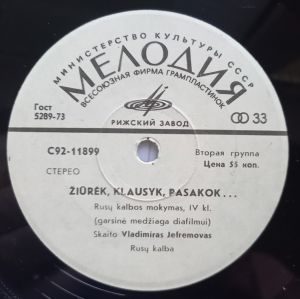 МИНИСТЕРСТВО КУЛЬТУРЫ СССР
МЕЛОДИЯ
ВСЕСОЮЗНАЯ ФИРМА ГРАМПЛАСТИНОК
Гост
5289-73
РИЖСКИЙ ЗАВОД
33
С92-11899
Вторая группа
СТЕРЕО
Цена 55 коп.
ŽIŪRĖK, KLAUSYK, PASAKOK...
Rusų kalbos mokymas, IV kl.
(garsinė medžiaga diafilmui)
Skaito Vladimiras Jefremovas
Rusų kalba